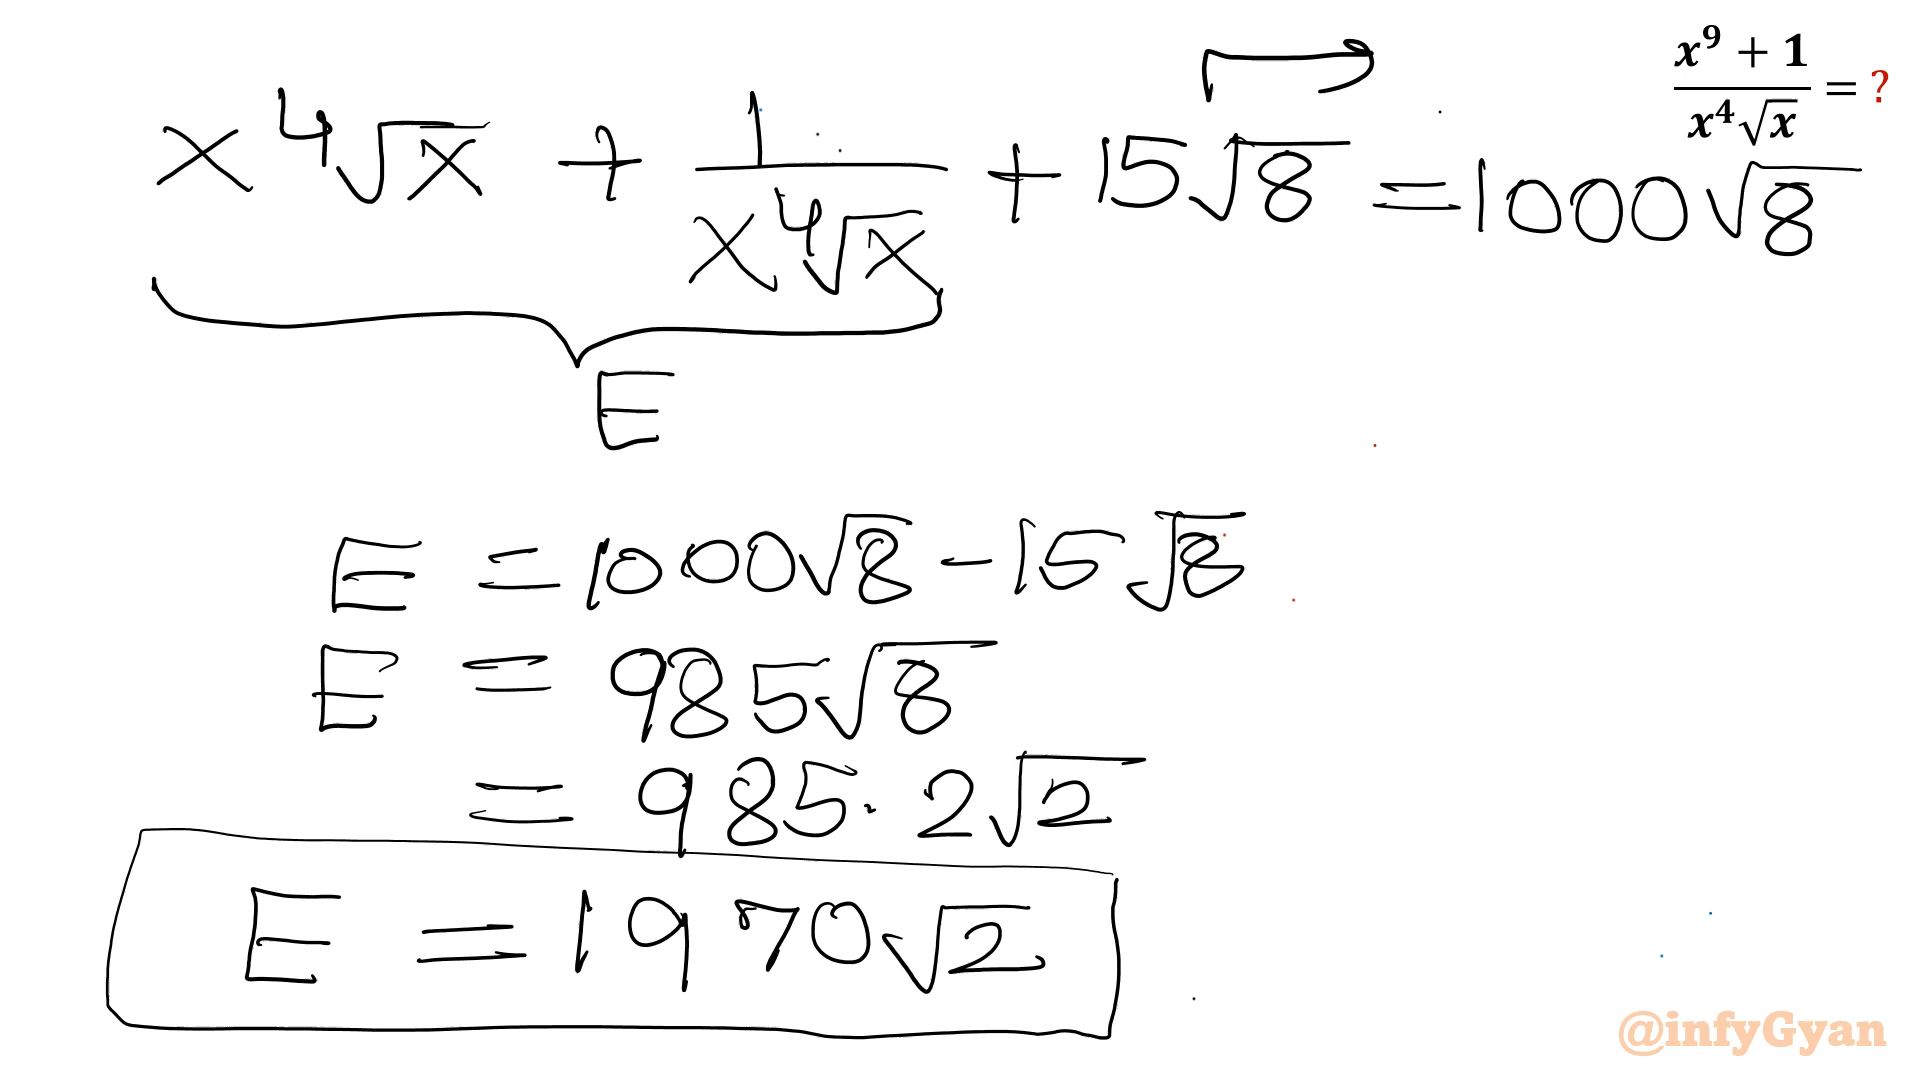 x⁹ + 1 / x⁴√x = ?
x⁴√x + 1 / x⁴√x + 15√8 = 1000√8
E
E = 1000√8 - 15√8
E = 985√8
= 985 · 2√2
E = 1970√2
@infyGyan